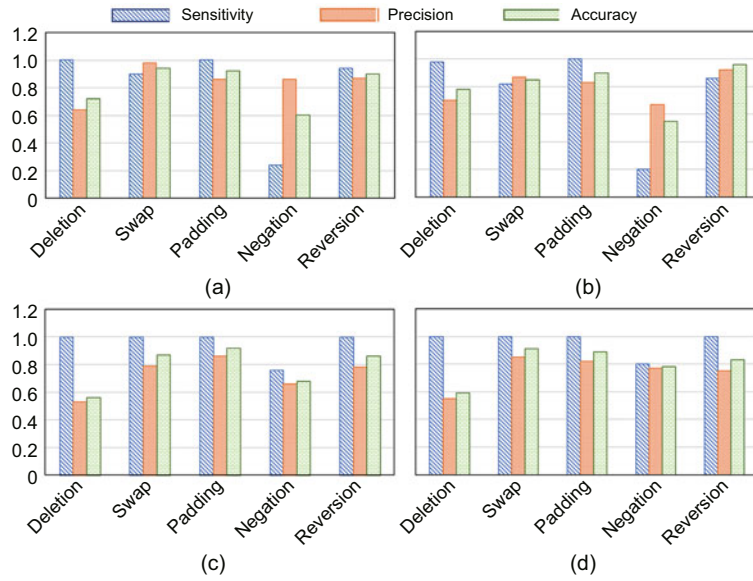 Sensitivity Precision Accuracy
1.2
1.0
0.8
0.6
0.4
0.2
0
Deletion Swap Padding Negation Reversion
(a)
Deletion Swap Padding Negation Reversion
(b)
1.2
1.0
0.8
0.6
0.4
0.2
0
Deletion Swap Padding Negation Reversion
(c)
Deletion Swap Padding Negation Reversion
(d)